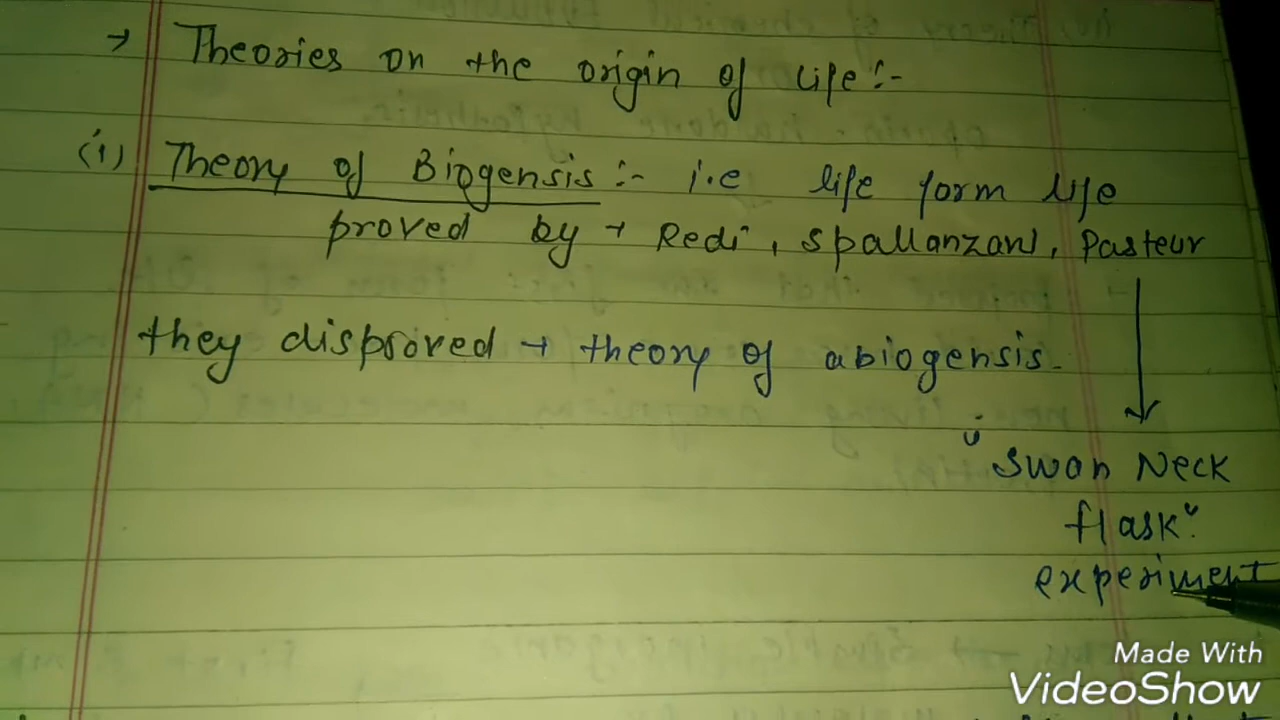 → Theories on the origin of life :-
(1) Theory of Biogensis :- i.e life form life
proved by → Redi, Spallanzani, Pasteur
they disproved → theory of abiogensis.
"Swan Neck
flask"
experiment
Made With
VideoShow